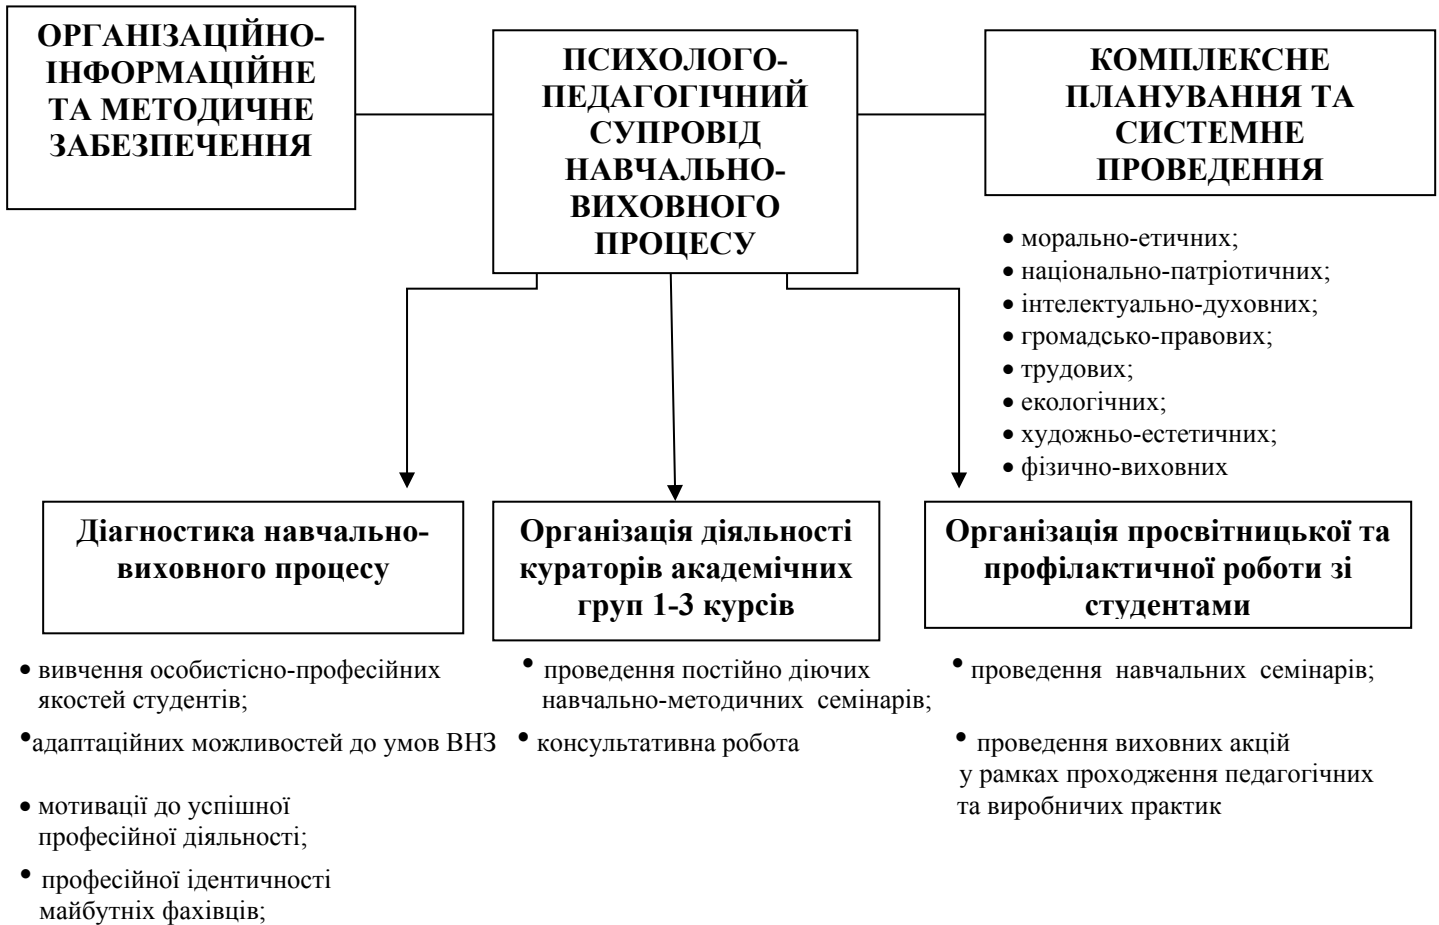 ОРГАНІЗАЦІЙНО-
ІНФОРМАЦІЙНЕ
ТА МЕТОДИЧНЕ
ЗАБЕЗПЕЧЕННЯ
ПСИХОЛОГО-
ПЕДАГОГІЧНИЙ
СУПРОВІД
НАВЧАЛЬНО-
ВИХОВНОГО
ПРОЦЕСУ
КОМПЛЕКСНЕ
ПЛАНУВАННЯ ТА
СИСТЕМНЕ
ПРОВЕДЕННЯ
• морально-етичних;
• національно-патріотичних;
• інтелектуально-духовних;
• громадсько-правових;
• трудових;
• екологічних;
• художньо-естетичних;
• фізично-виховних
Діагностика навчально-
виховного процесу
• вивчення особистісно-професійних
якостей студентів;
•адаптаційних можливостей до умов ВНЗ
• мотивації до успішної
професійної діяльності;
• професійної ідентичності
майбутніх фахівців;
Організація діяльності
кураторів академічних
груп 1-3 курсів
• проведення постійно діючих
навчально-методичних семінарів;
• консультативна робота
Організація просвітницької та
профілактичної роботи зі
студентами
• проведення навчальних семінарів;
• проведення виховних акцій
у рамках проходження педагогічних
та виробничих практик